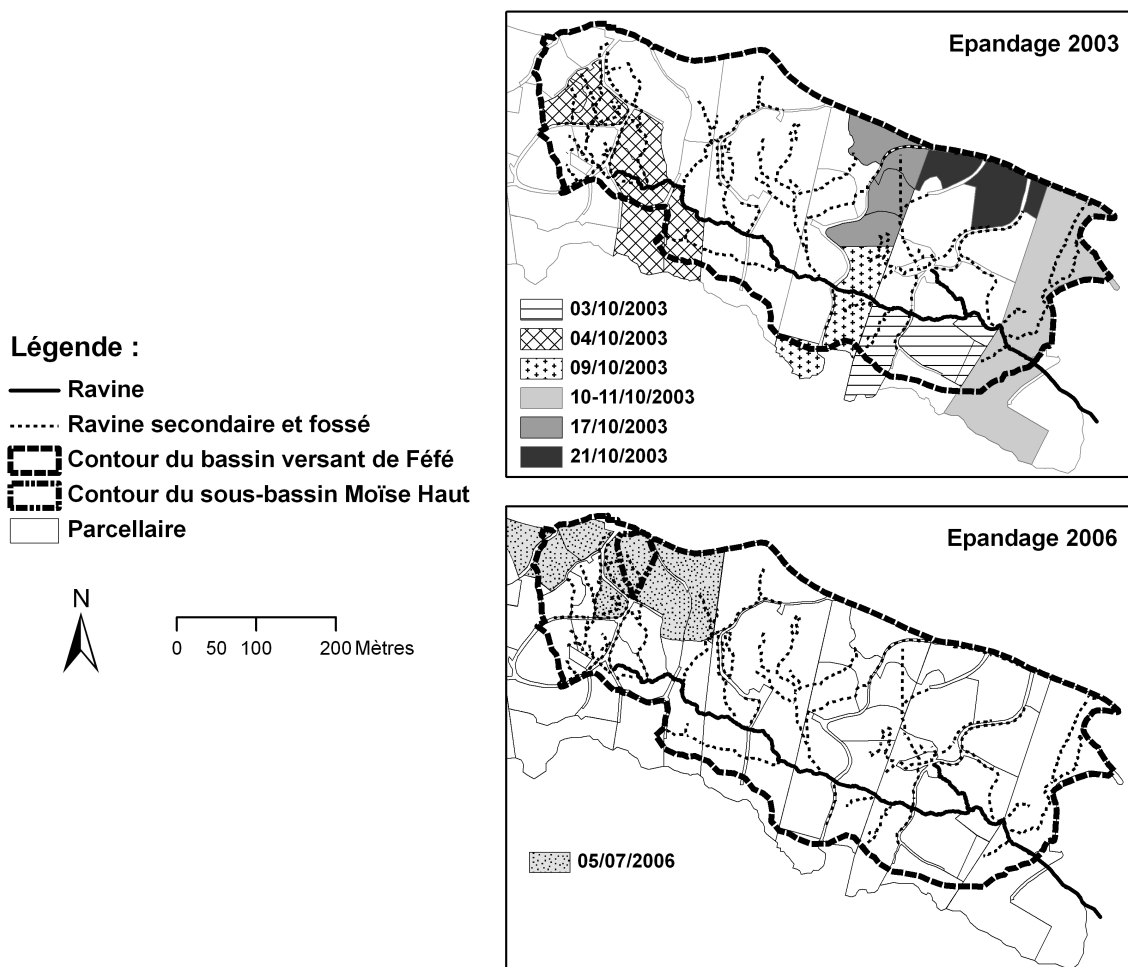 Epandage 2003
03/10/2003
04/10/2003
09/10/2003
10-11/10/2003
17/10/2003
21/10/2003
Légende :
Ravine
Ravine secondaire et fossé
Contour du bassin versant de Féfé
Contour du sous-bassin Moïse Haut
Parcellaire
N
0 50 100 200 Mètres
Epandage 2006
05/07/2006